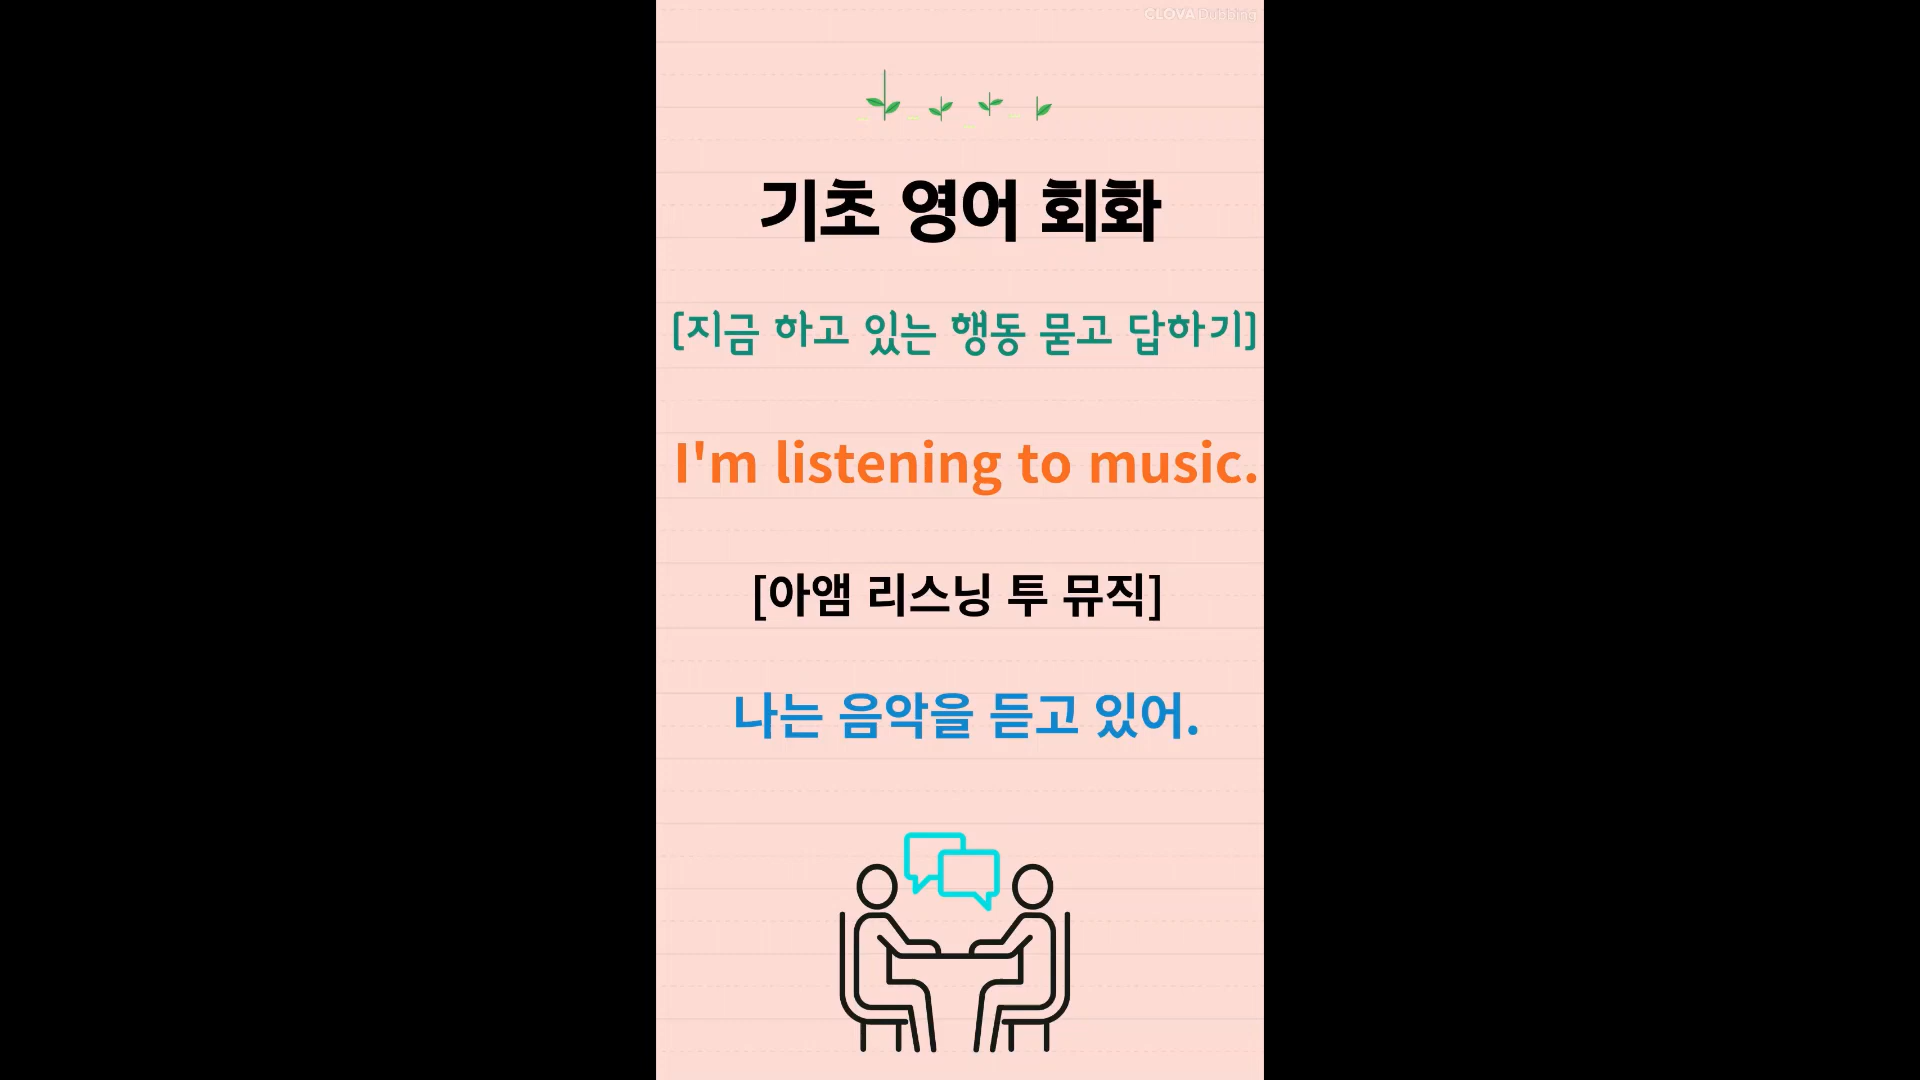 CLOVA Dubbing
기초 영어 회화
[지금 하고 있는 행동 묻고 답하기]
I'm listening to music.
[아앰 리스닝 투 뮤직]
나는 음악을 듣고 있어.